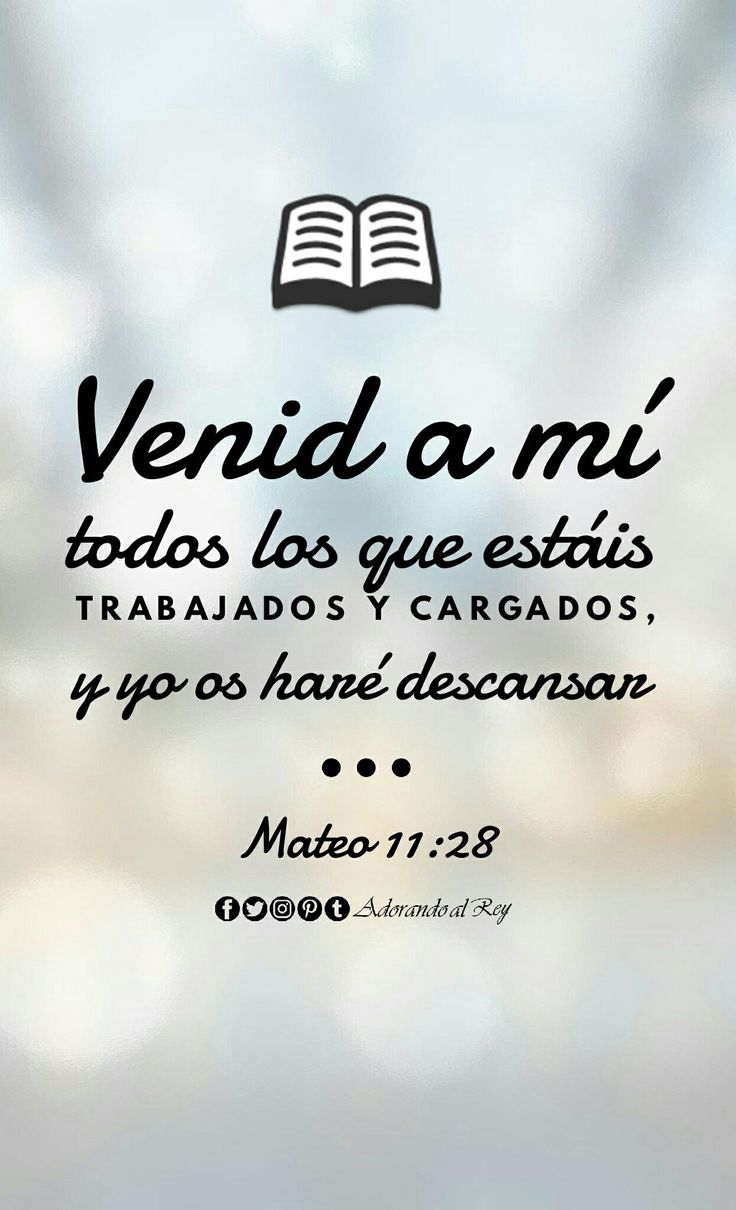 Venid a mí
todos los que estáis
TRABAJADOS Y CARGADOS,
y yo os haré descansar
...
Mateo 11:28
Adorando al Rey